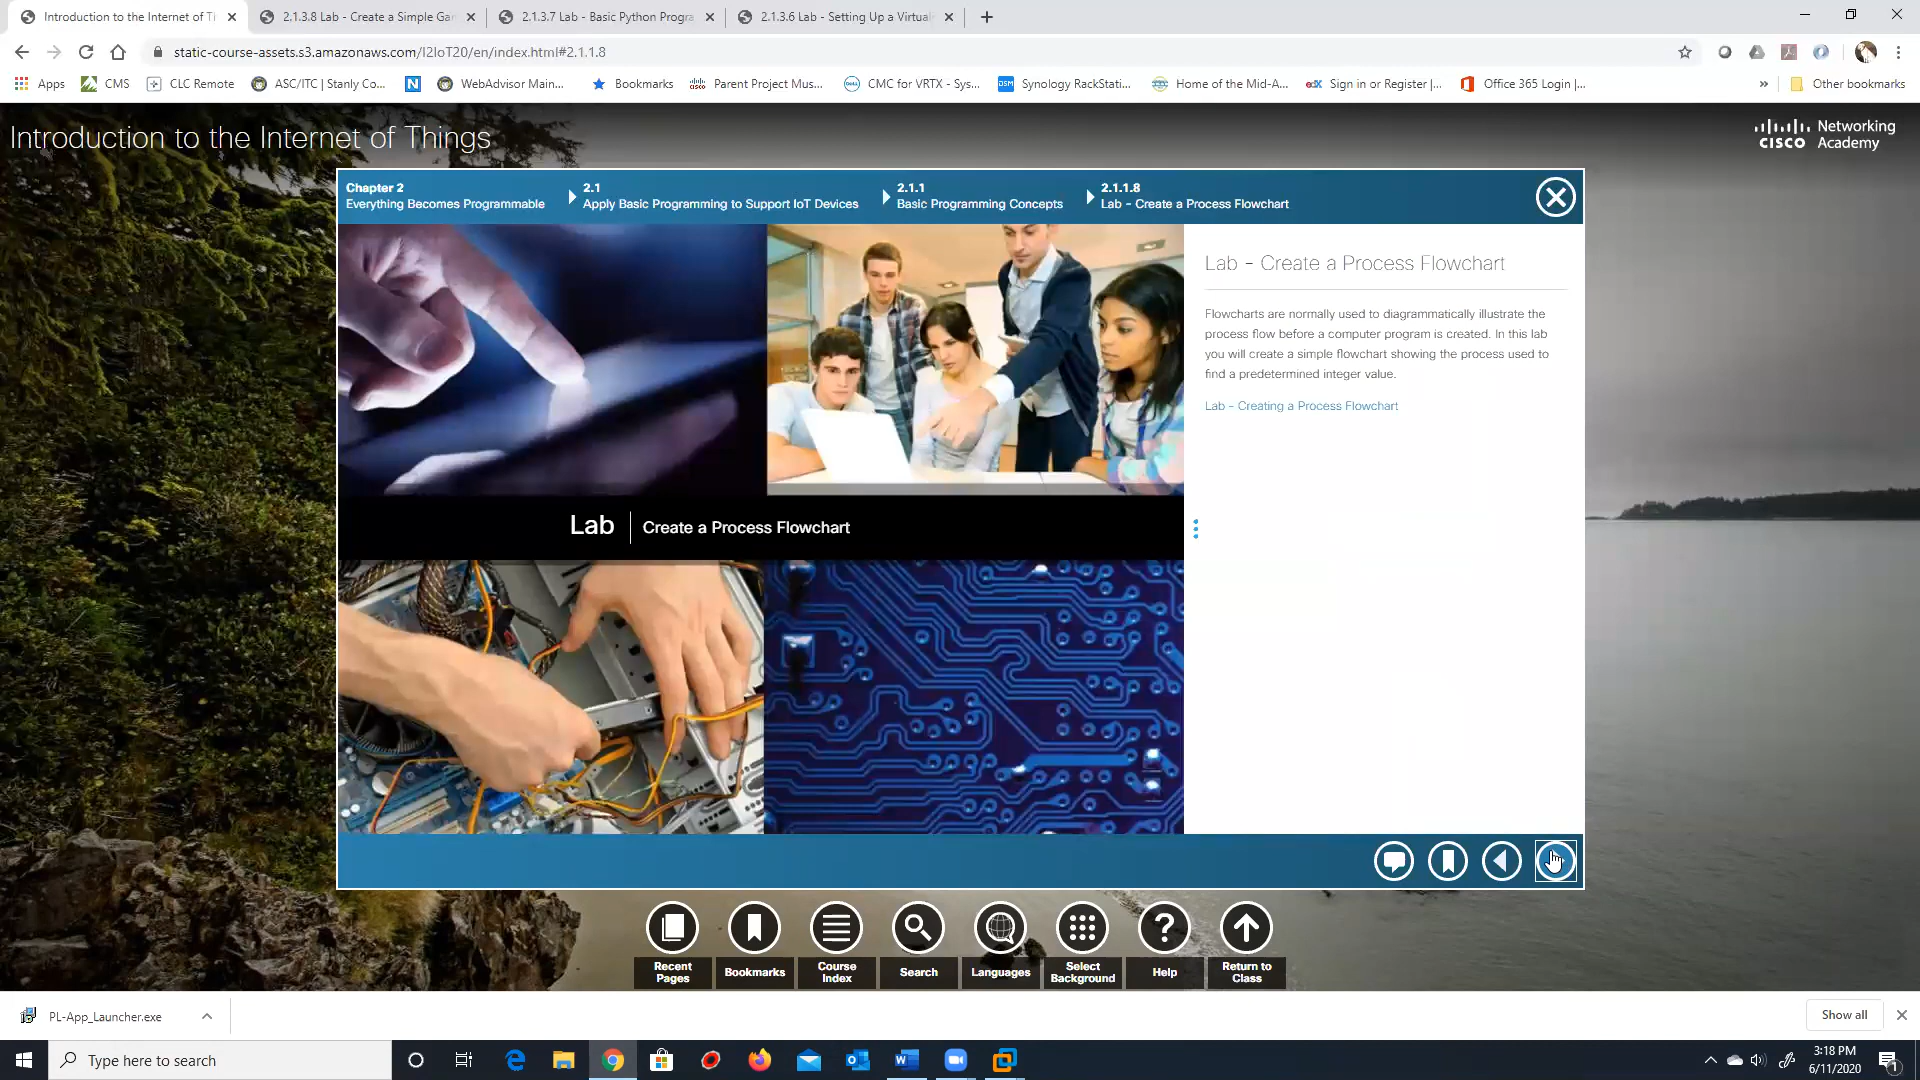 Introduction to the Internet of Ti
2.1.3.8 Lab - Create a Simple Gam
2.1.3.7 Lab - Basic Python Progra
2.1.3.6 Lab - Setting Up a Virtual
static-course-assets.s3.amazonaws.com/I2IoT20/en/index.html#2.1.1.8
Apps
CMS
CLC Remote
ASC/ITC | Stanly Co...
WebAdvisor Main...
Bookmarks
Parent Project Mus...
CMC for VRTX - Sys...
Synology RackStati...
Home of the Mid-A...
Sign in or Register |...
Office 365 Login |...
»
Other bookmarks
Introduction to the Internet of Things
Networking
CISCO Academy
Chapter 2
Everything Becomes Programmable
2.1
Apply Basic Programming to Support IoT Devices
2.1.1
Basic Programming Concepts
2.1.1.8
Lab - Create a Process Flowchart
Lab - Create a Process Flowchart
Flowcharts are normally used to diagrammatically illustrate the
process flow before a computer program is created. In this lab
you will create a simple flowchart showing the process used to
find a predetermined integer value.
Lab - Creating a Process Flowchart
Lab | Create a Process Flowchart
Recent
Pages
Bookmarks
Course
Index
Search
Languages
Select
Background
Help
Return to
Class
PL-App_Launcher.exe
Show all
Type here to search
3:18 PM
6/11/2020